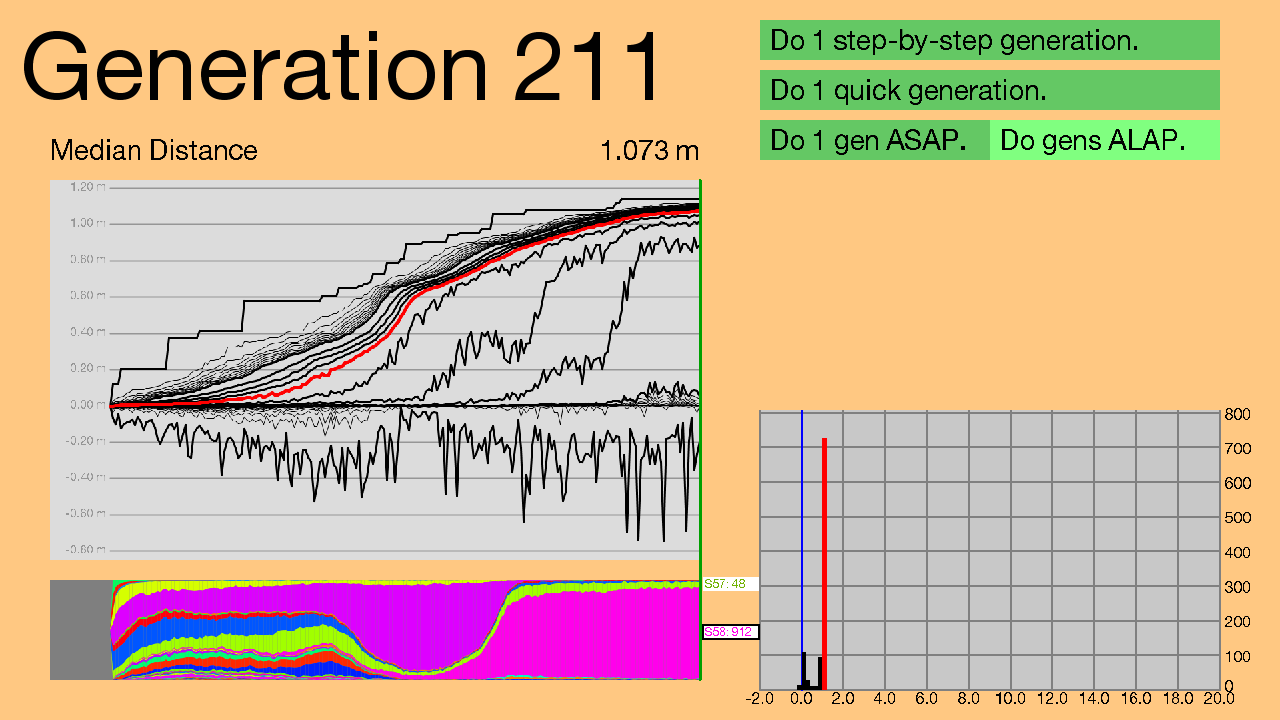 Generation 211
Do 1 step-by-step generation.
Do 1 quick generation.
Do 1 gen ASAP.
Do gens ALAP.
Median Distance
1.073 m
1.20 m
1.00 m
0.80 m
0.60 m
0.40 m
0.20 m
0.00 m
-0.20 m
-0.40 m
-0.60 m
-0.80 m
S57: 48
S58: 912
800
700
600
500
400
300
200
100
0
-2.0 0.0 2.0 4.0 6.0 8.0 10.0 12.0 14.0 16.0 18.0 20.0